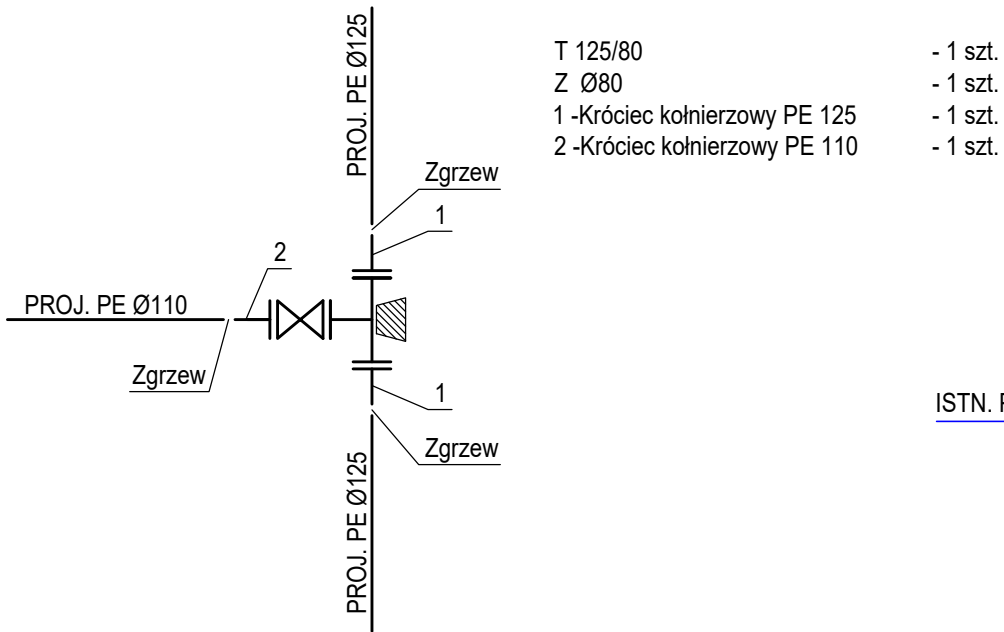 PROJ. PE Ø125
T 125/80 - 1 szt.
Z Ø80 - 1 szt.
1 -Króciec kołnierzowy PE 125 - 1 szt.
2 -Króciec kołnierzowy PE 110 - 1 szt.
Zgrzew
1
2
PROJ. PE Ø110
Zgrzew
1
ISTN.
Zgrzew
PROJ. PE Ø125